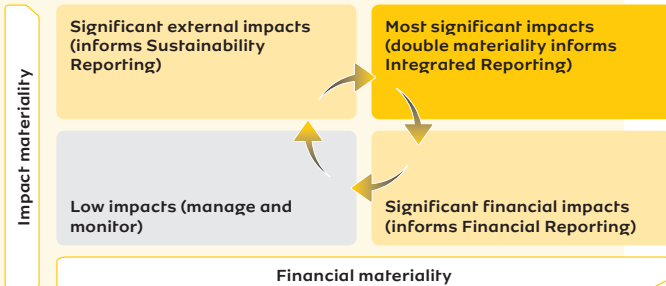 Impact materiality
Significant external impacts
(informs Sustainability
Reporting)
Most significant impacts
(double materiality informs
Integrated Reporting)
Low impacts (manage and
monitor)
Significant financial impacts
(informs Financial Reporting)
Financial materiality